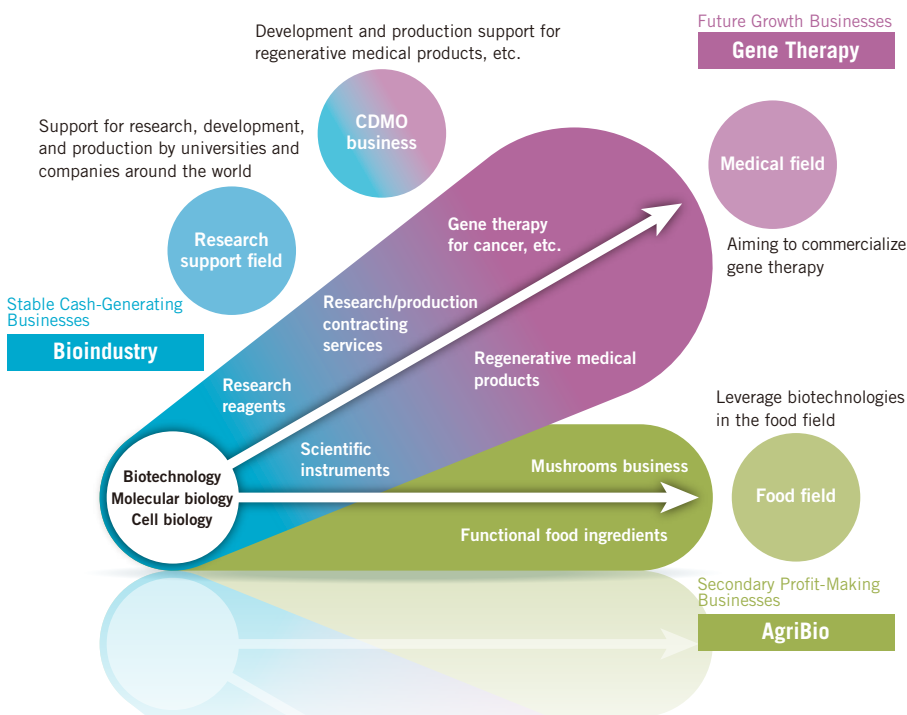 Development and production support for
regenerative medical products, etc.
Future Growth Businesses
Gene Therapy
CDMO
business
Support for research, development,
and production by universities and
companies around the world
Medical field
Research
support field
Gene therapy
for cancer, etc.
Aiming to commercialize
gene therapy
Stable Cash-Generating
Businesses
Bioindustry
Research/production
contracting
services
Regenerative medical
products
Research
reagents
Leverage biotechnologies
in the food field
Scientific
instruments
Mushrooms business
Biotechnology
Molecular biology
Cell biology
Food field
Functional food ingredients
Secondary Profit-Making
Businesses
AgriBio